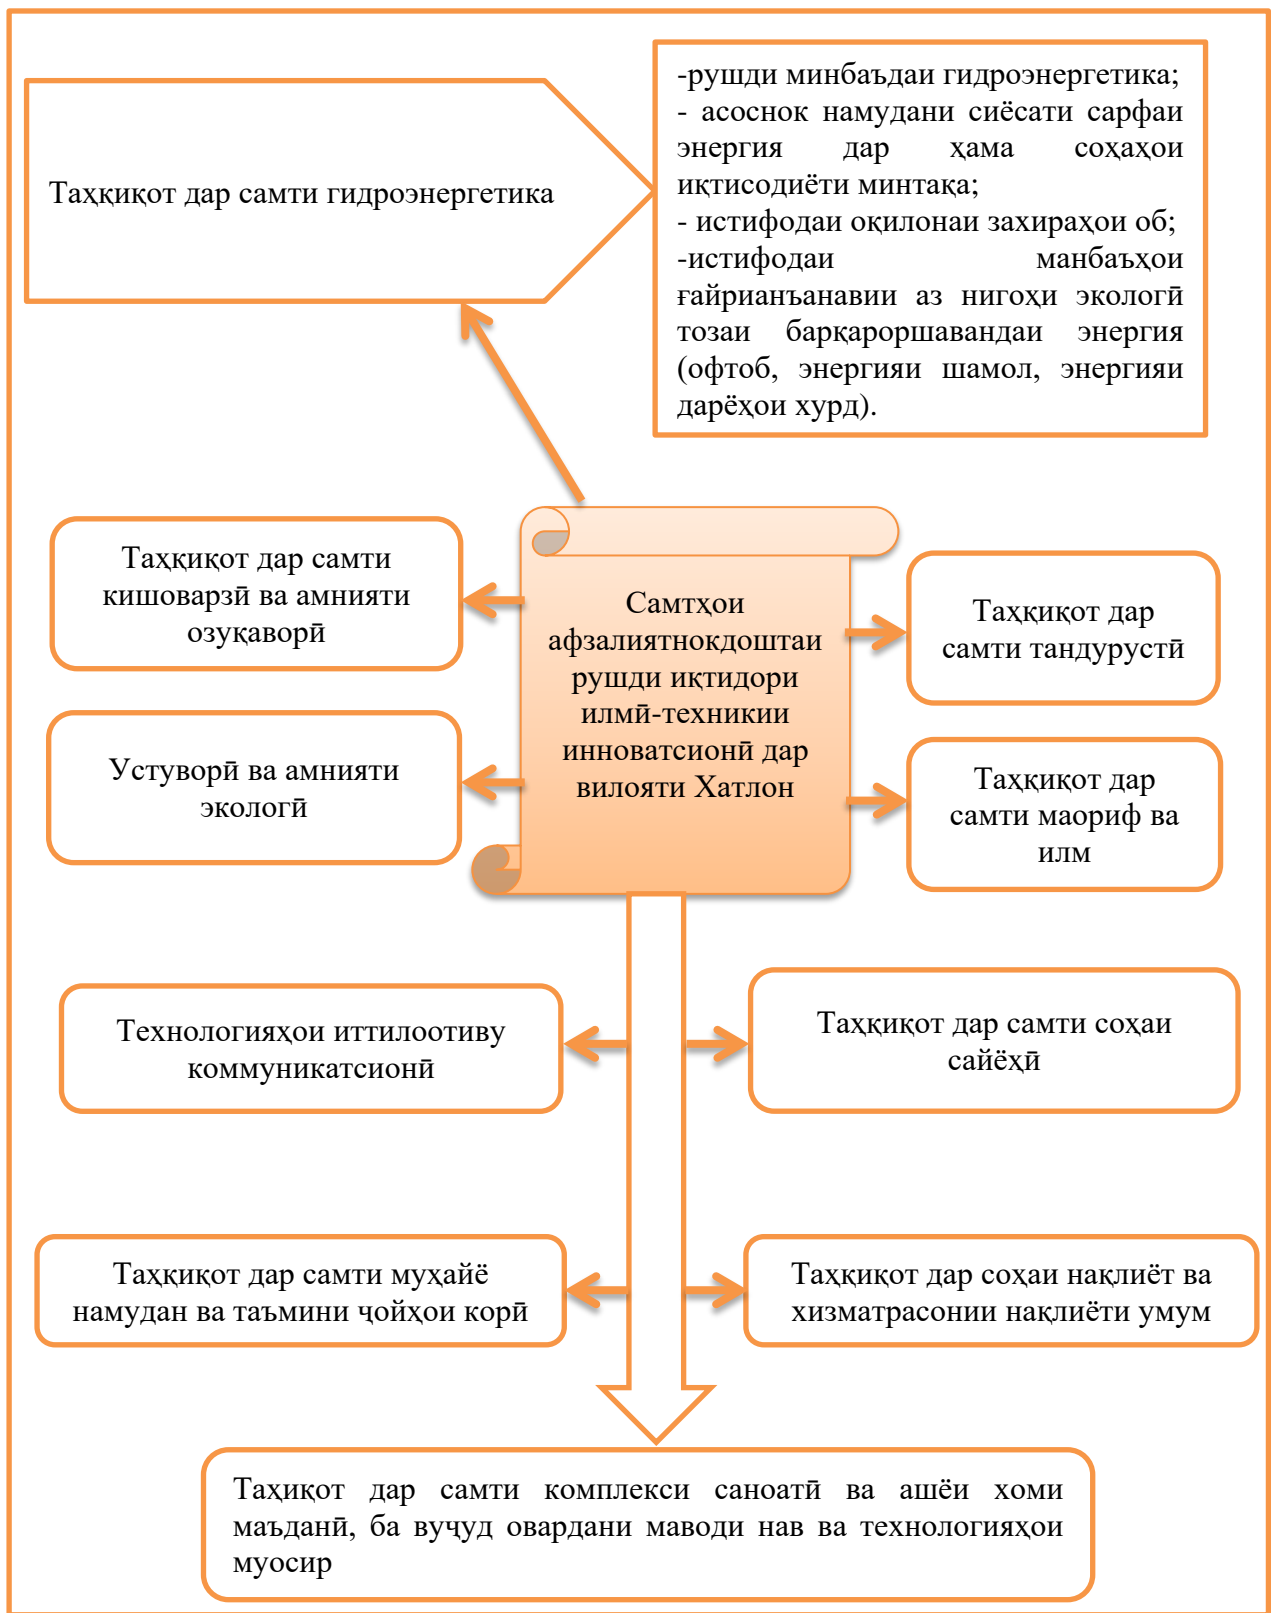 Таҳқиқот дар самти гидроэнергетика
-рушди минбаъдаи гидроэнергетика;
- асоснок намудани сиёсати сарфаи
энергия дар ҳама соҳаҳои
иқтисодиёти минтақа;
- истифодаи оқилонаи захираҳои об;
-истифодаи манбаъҳои
ғайрианъанавии аз нигоҳи экологӣ
тозаи барқароршавандаи энергия
(офтоб, энергияи шамол, энергияи
дарёҳои хурд).
Таҳқиқот дар самти
кишоварзӣ ва амнияти
озуқаворӣ
Самтҳои
афзалиятнокдоштаи
рушди иқтидори
илмӣ-техникии
инноватсионӣ дар
вилояти Хатлон
Таҳқиқот дар
самти тандурустӣ
Устуворӣ ва амнияти
экологӣ
Таҳқиқот дар
самти маориф ва
илм
Технологияҳои иттилоотиву
коммуникатсионӣ
Таҳқиқот дар самти соҳаи
сайёҳӣ
Таҳқиқот дар самти муҳайё
намудан ва таъмини ҷойҳои корӣ
Таҳқиқот дар соҳаи нақлиёт ва
хизматрасонии нақлиёти умум
Таҳиқот дар самти комплекси саноатӣ ва ашёи хоми
маъданӣ, ба вуҷуд овардани маводи нав ва технологияҳои
муосир